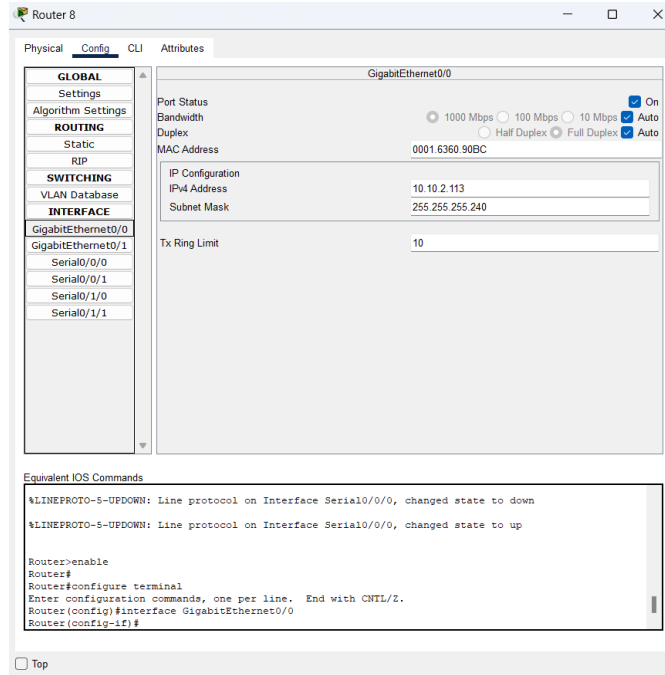 Router 8
Physical Config CLI Attributes
GLOBAL
Settings
Algorithm Settings
ROUTING
Static
RIP
SWITCHING
VLAN Database
INTERFACE
GigabitEthernet0/0
GigabitEthernet0/1
Serial0/0/0
Serial0/0/1
Serial0/1/0
Serial0/1/1
GigabitEthernet0/0
Port Status On
Bandwidth 1000 Mbps 100 Mbps 10 Mbps Auto
Duplex Half Duplex Full Duplex Auto
MAC Address 0001.6360.90BC
IP Configuration
IPv4 Address 10.10.2.113
Subnet Mask 255.255.255.240
Tx Ring Limit 10
Equivalent IOS Commands
%LINEPROTO-5-UPDOWN: Line protocol on Interface Serial0/0/0, changed state to down
%LINEPROTO-5-UPDOWN: Line protocol on Interface Serial0/0/0, changed state to up
Router>enable
Router#
Router#configure terminal
Enter configuration commands, one per line. End with CNTL/Z.
Router(config)#interface GigabitEthernet0/0
Router(config-if)#
Top